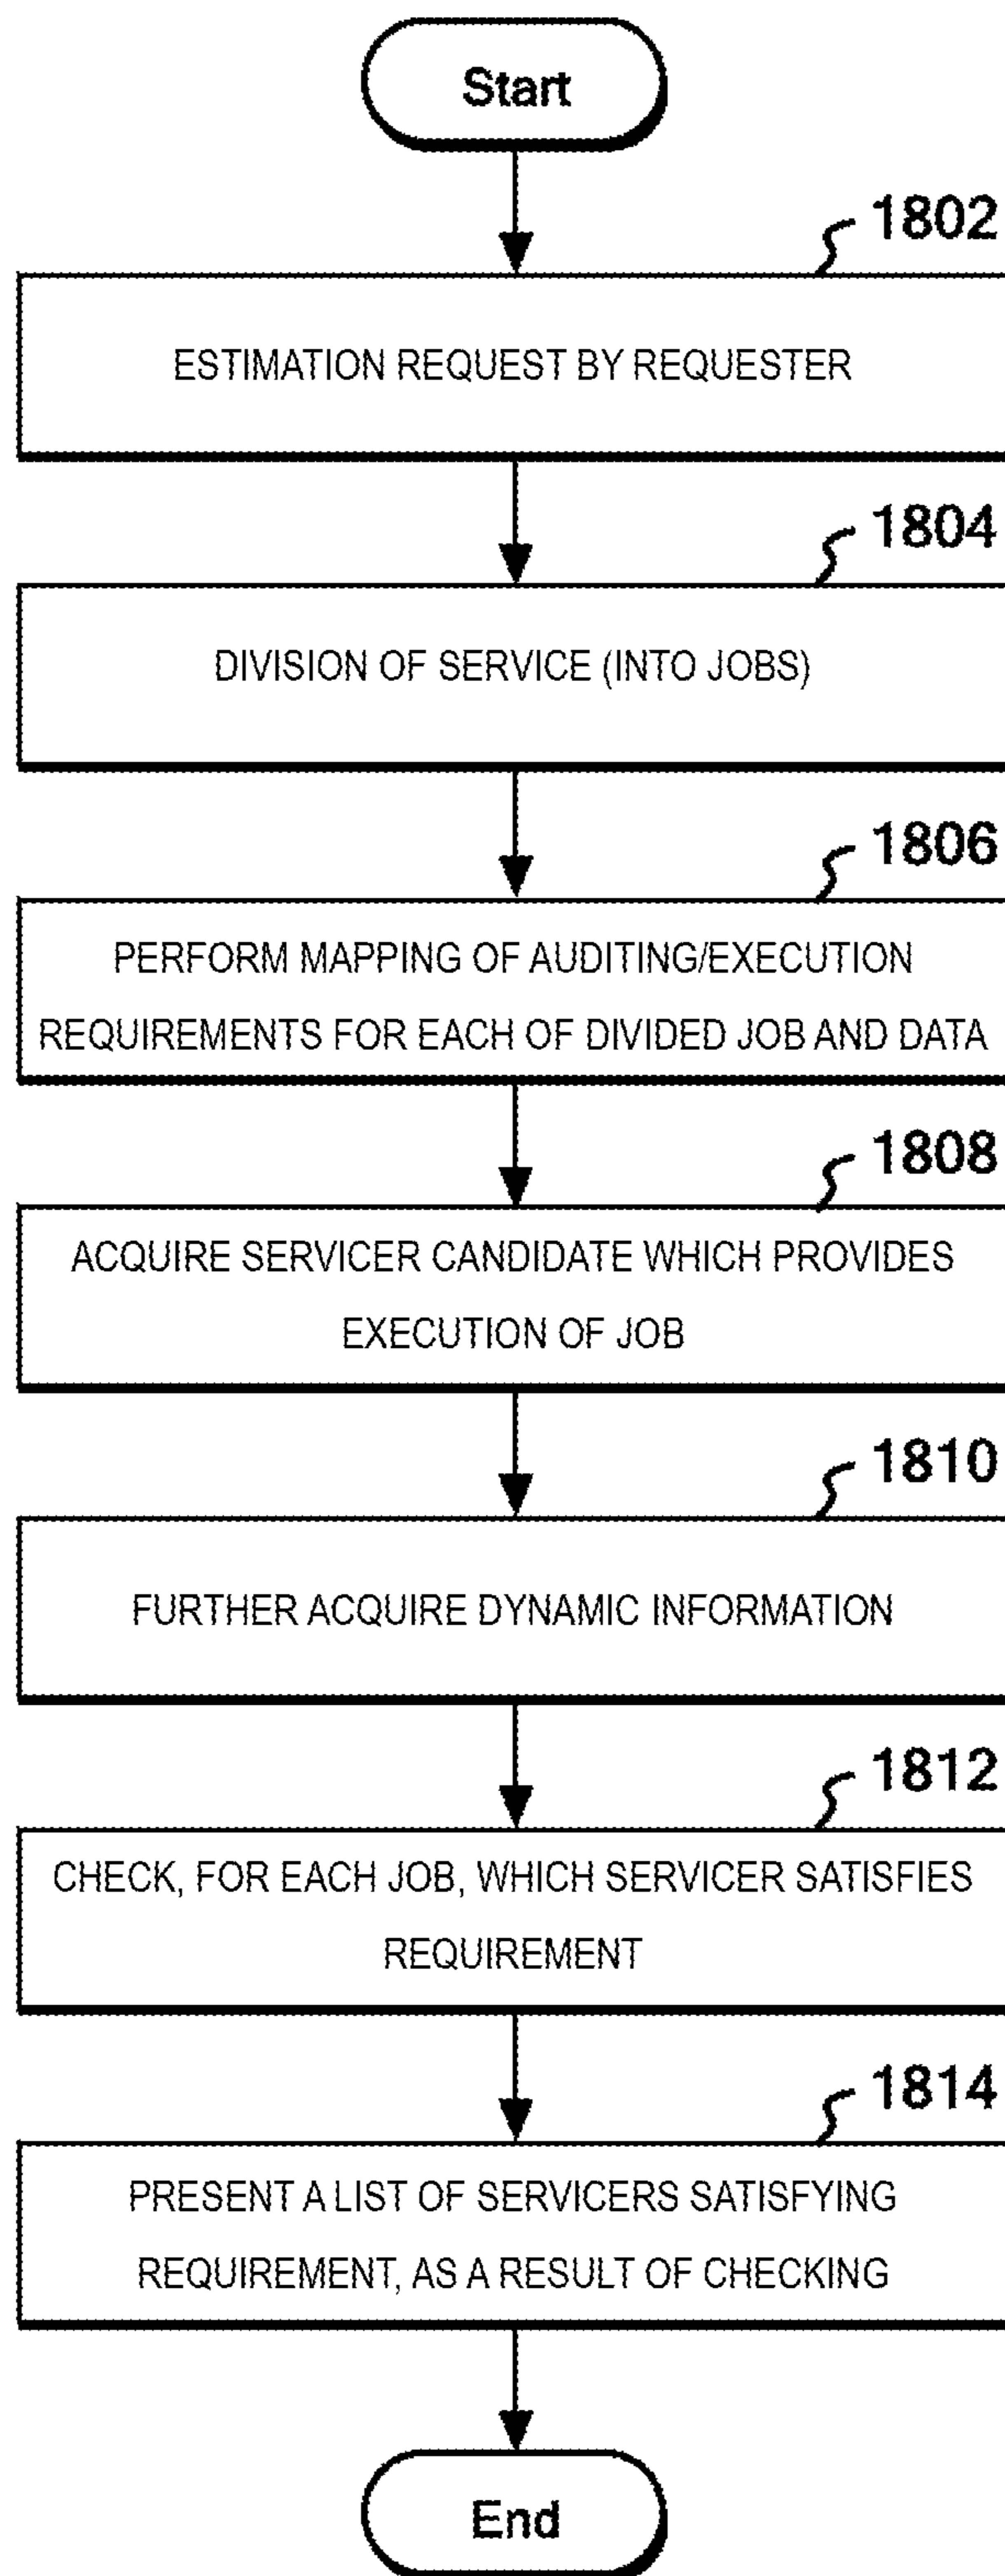 Start
1802
ESTIMATION REQUEST BY REQUESTER
1804
DIVISION OF SERVICE (INTO JOBS)
1806
PERFORM MAPPING OF AUDITING/EXECUTION
REQUIREMENTS FOR EACH OF DIVIDED JOB AND DATA
1808
ACQUIRE SERVICER CANDIDATE WHICH PROVIDES
EXECUTION OF JOB
1810
FURTHER ACQUIRE DYNAMIC INFORMATION
1812
CHECK, FOR EACH JOB, WHICH SERVICER SATISFIES
REQUIREMENT
1814
PRESENT A LIST OF SERVICERS SATISFYING
REQUIREMENT, AS A RESULT OF CHECKING
End